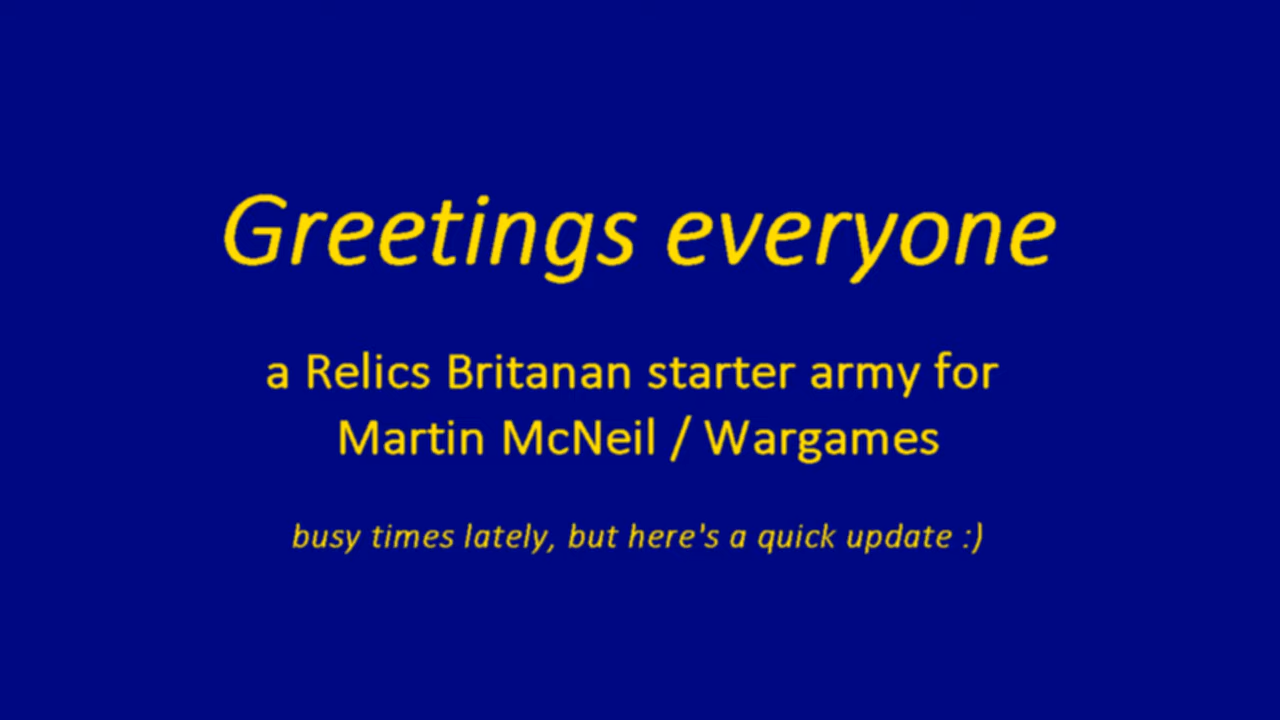 Greetings everyone
a Relics Britanan starter army for
Martin McNeil / Wargames
busy times lately, but here's a quick update :)